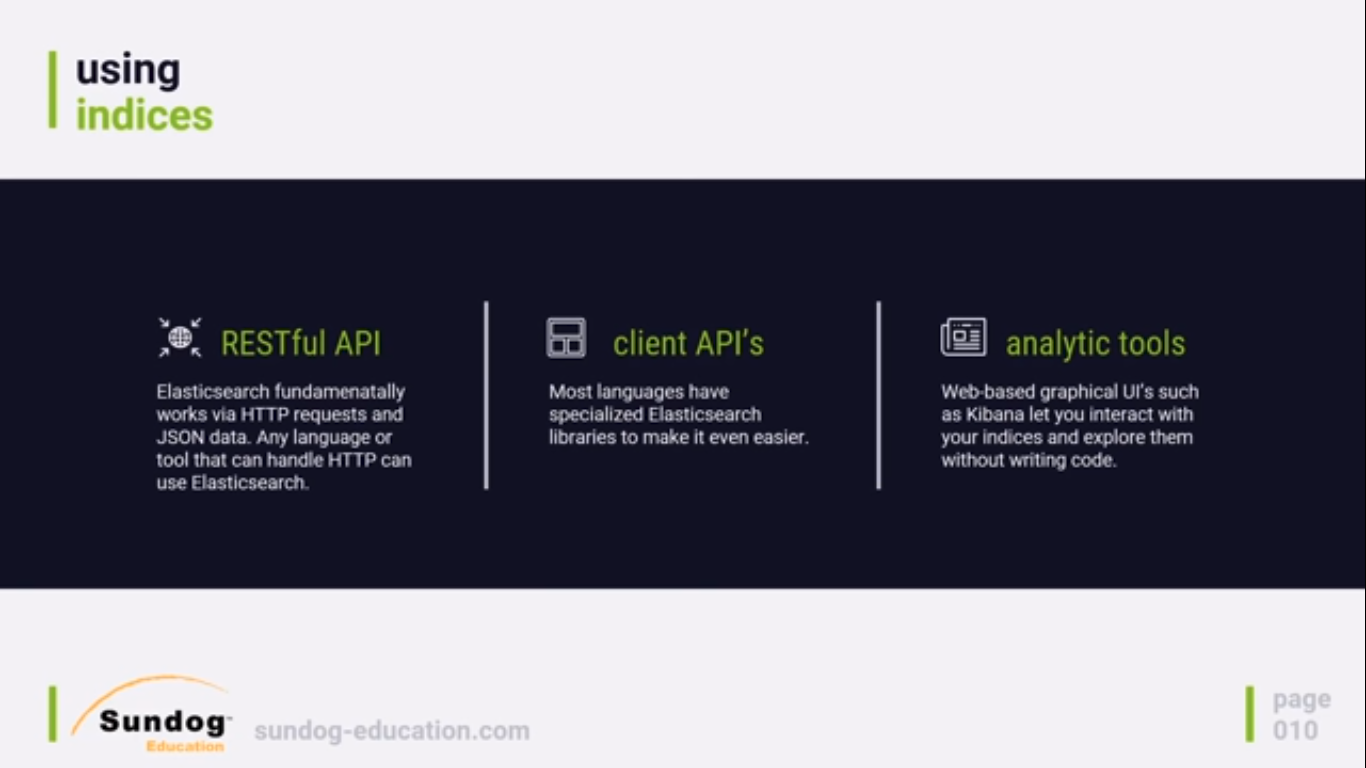 using
indices
RESTful API
Elasticsearch fundamenatally
works via HTTP requests and
JSON data. Any language or
tool that can handle HTTP can
use Elasticsearch.
client API’s
Most languages have
specialized Elasticsearch
libraries to make it even easier.
analytic tools
Web-based graphical UI’s such
as Kibana let you interact with
your indices and explore them
without writing code.
Sundog™
Education
sundog-education.com
page
010